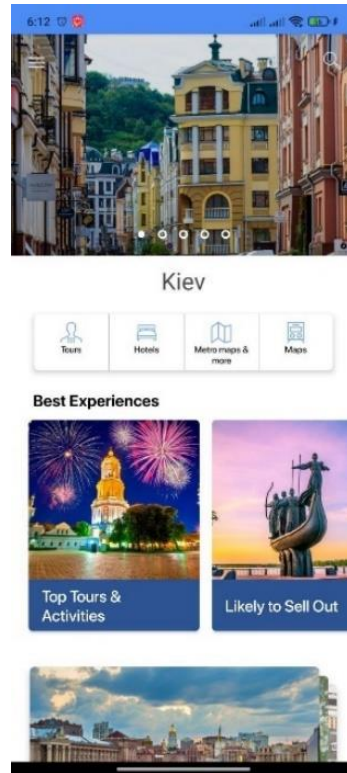 6:12
Kiev
Tours
Hotels
Metro maps &
more
Maps
Best Experiences
Top Tours &
Activities
Likely to Sell Out